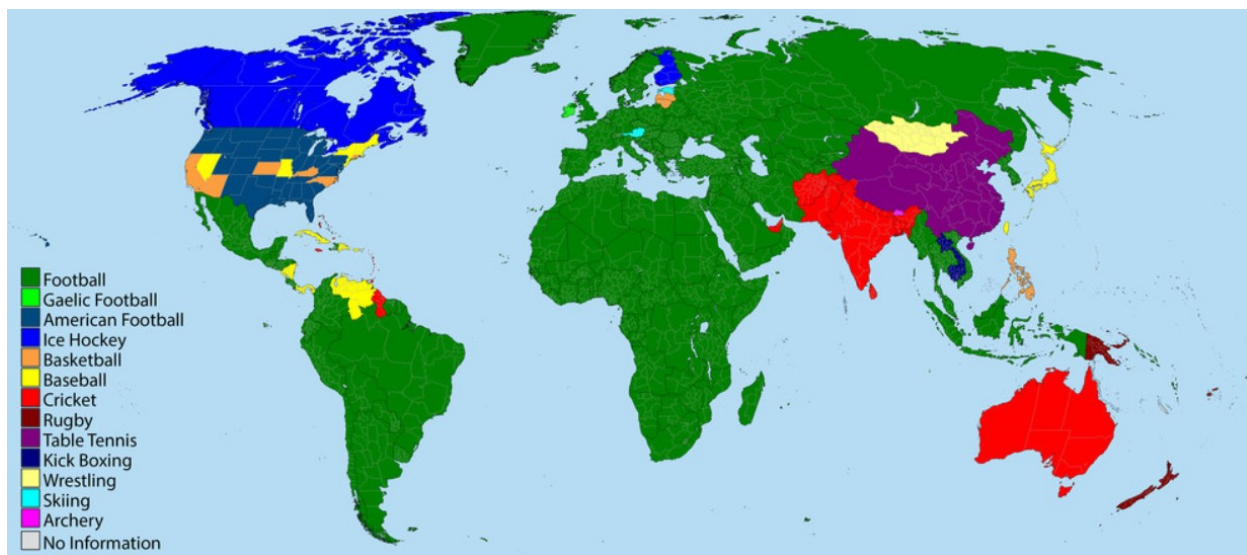 Football
Gaelic Football
American Football
Ice Hockey
Basketball
Baseball
Cricket
Rugby
Table Tennis
Kick Boxing
Wrestling
Skiing
Archery
No Information